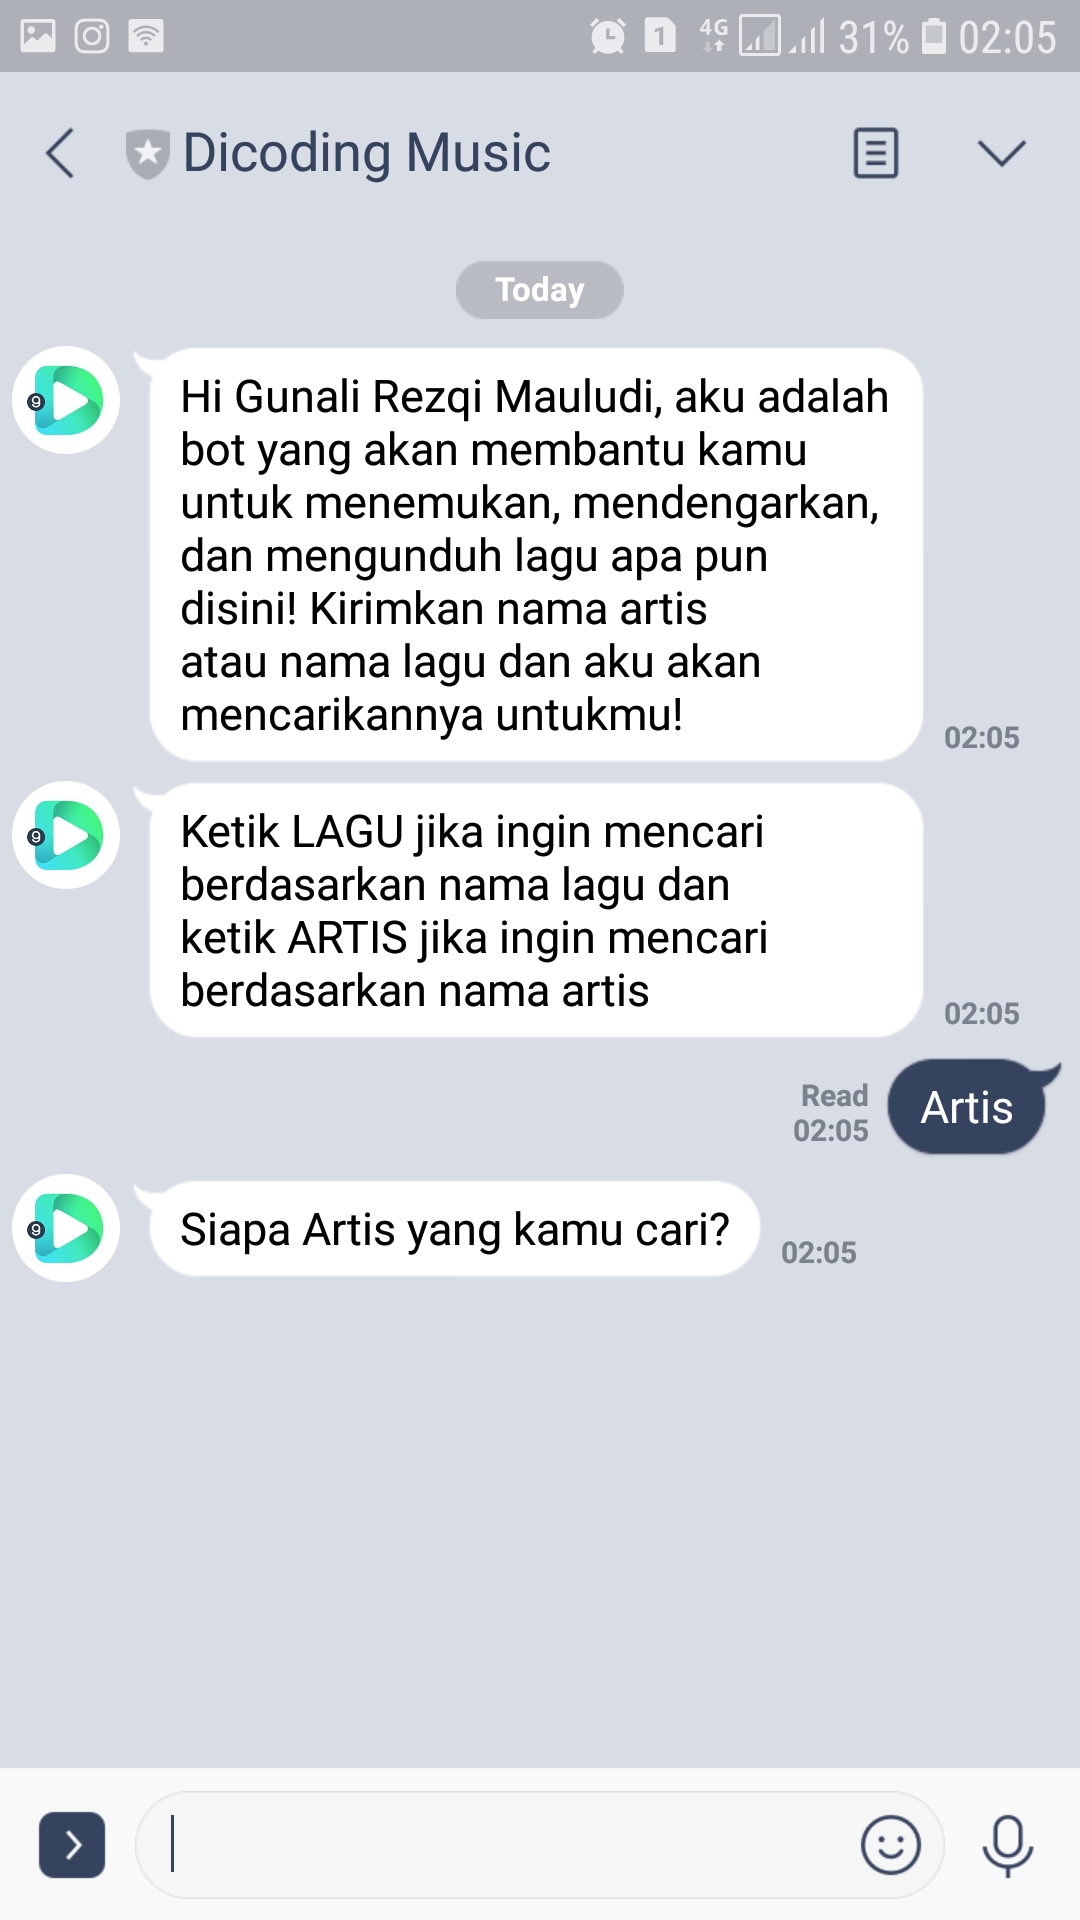 4G 1 31% 02:05
Dicoding Music
Today
Hi Gunali Rezqi Mauludi, aku adalah
bot yang akan membantu kamu
untuk menemukan, mendengarkan,
dan mengunduh lagu apa pun
disini! Kirimkan nama artis
atau nama lagu dan aku akan
mencarikannya untukmu!
02:05
Ketik LAGU jika ingin mencari
berdasarkan nama lagu dan
ketik ARTIS jika ingin mencari
berdasarkan nama artis
02:05
Read
02:05
Artis
Siapa Artis yang kamu cari?
02:05